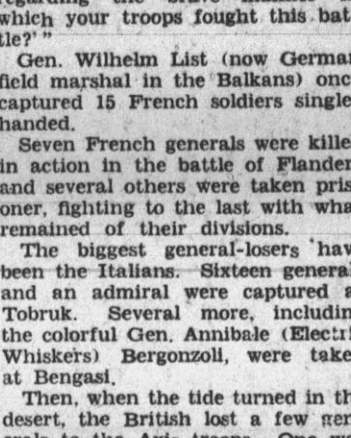 which your troops fought this bat-
tle?' "
Gen. Wilhelm List (now German
field marshal in the Balkans) onc
captured 15 French soldiers single
handed.
Seven French generals were kille
in action in the battle of Flander
and several others were taken pris
oner, fighting to the last with wha
remained of their divisions.
The biggest general-losers hav
been the Italians. Sixteen genera
and an admiral were captured a
Tobruk. Several more, includin
the colorful Gen. Annibale (Electri
Whiskers) Bergonzoli, were take
at Bengasi.
Then, when the tide turned in th
desert, the British lost a few gen